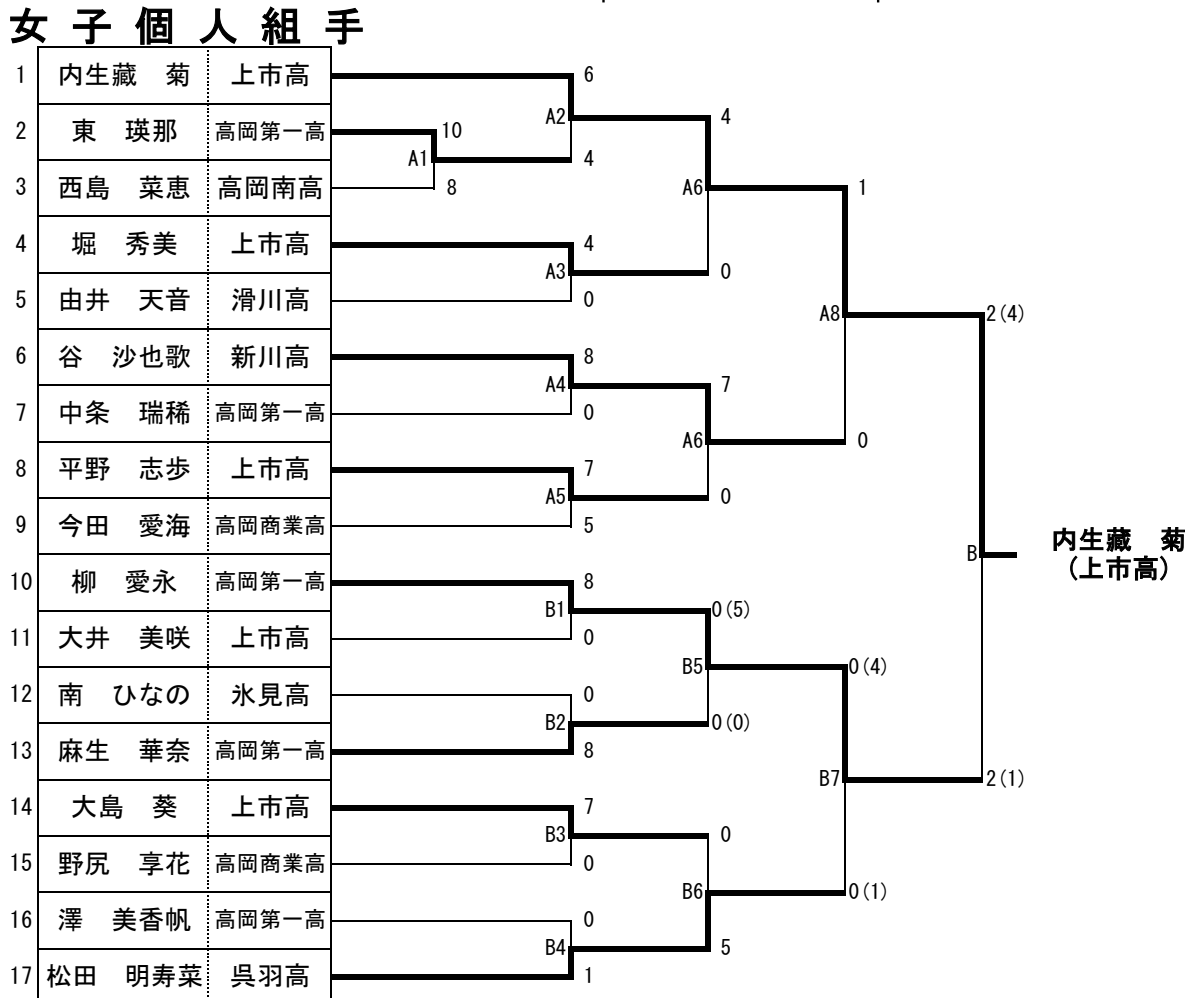 女子個人組手
1 内生藏 菊 上市高 6
2 東 瑛那 高岡第一高 10
A2 4
A1 4
3 西島 菜恵 高岡南高 8
A6 1
4 堀 秀美 上市高 4
A3 0
5 由井 天音 滑川高 0
A8 2(4)
6 谷 沙也歌 新川高 8
A4 7
7 中条 瑞稀 高岡第一高 0
A6 0
8 平野 志歩 上市高 7
A5 0
9 今田 愛海 高岡商業高 5
B 内生藏 菊
(上市高)
10 柳 愛永 高岡第一高 8
B1 0(5)
11 大井 美咲 上市高 0
B5 0(4)
12 南 ひなの 氷見高 0
B2 0(0)
13 麻生 華奈 高岡第一高 8
B7 2(1)
14 大島 葵 上市高 7
B3 0
15 野尻 享花 高岡商業高 0
B6 0(1)
16 澤 美香帆 高岡第一高 0
B4 5
17 松田 明寿菜 呉羽高 1